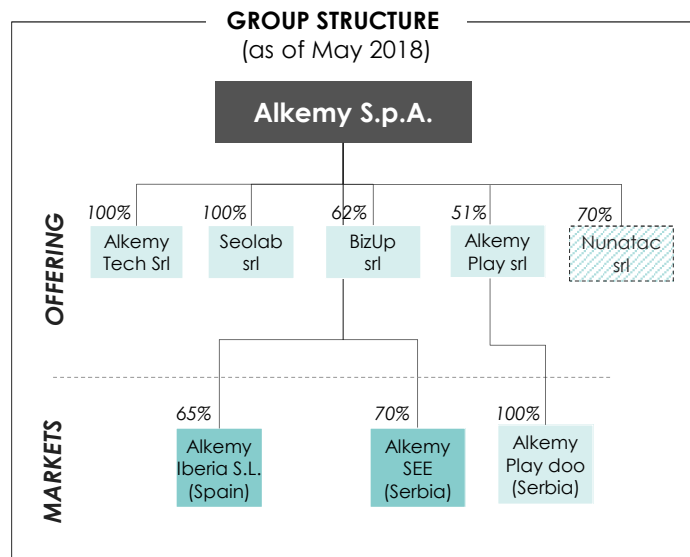 GROUP STRUCTURE
(as of May 2018)
Alkemy S.p.A.
OFFERING
100%
100%
62%
51%
70%
Alkemy
Tech Srl
Seolab
srl
BizUp
srl
Alkemy
Play srl
Nunatac
srl
MARKETS
65%
70%
100%
Alkemy
Iberia S.L.
(Spain)
Alkemy
SEE
(Serbia)
Alkemy
Play doo
(Serbia)